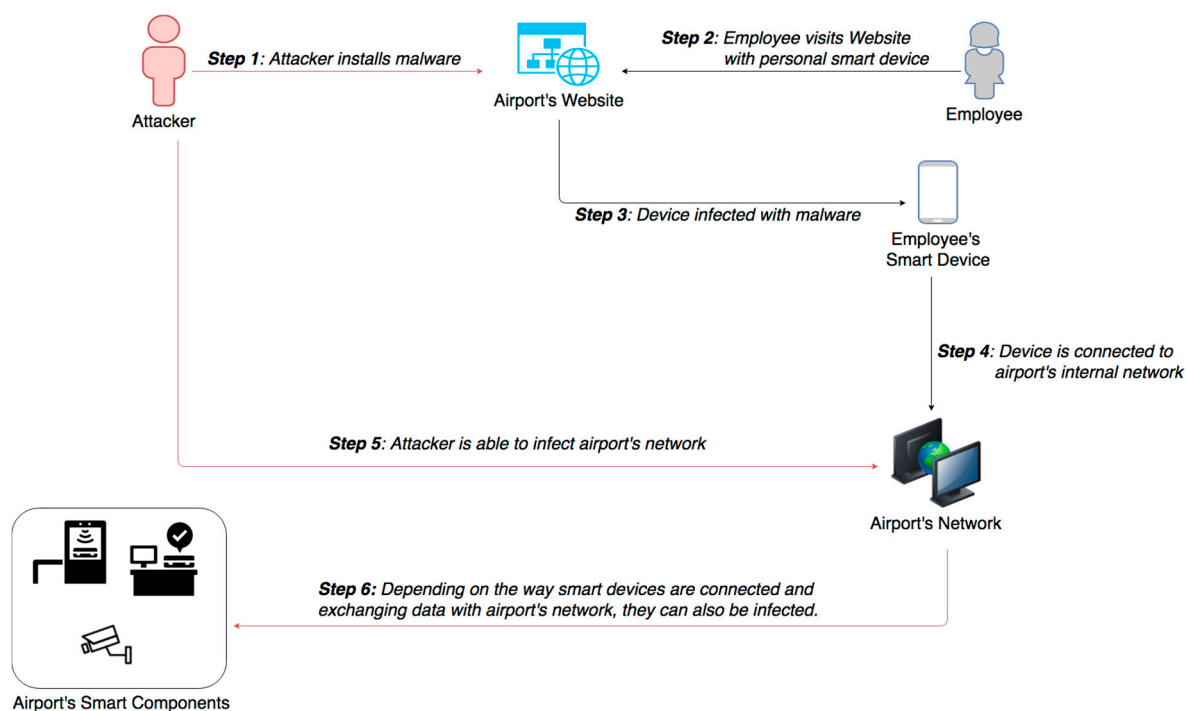 Step 1: Attacker installs malware
Step 2: Employee visits Website
with personal smart device
Airport's Website
Attacker
Employee
Step 3: Device infected with malware
Employee's
Smart Device
Step 4: Device is connected to
airport's internal network
Step 5: Attacker is able to infect airport's network
Airport's Network
Step 6: Depending on the way smart devices are connected and
exchanging data with airport's network, they can also be infected.
Airport's Smart Components